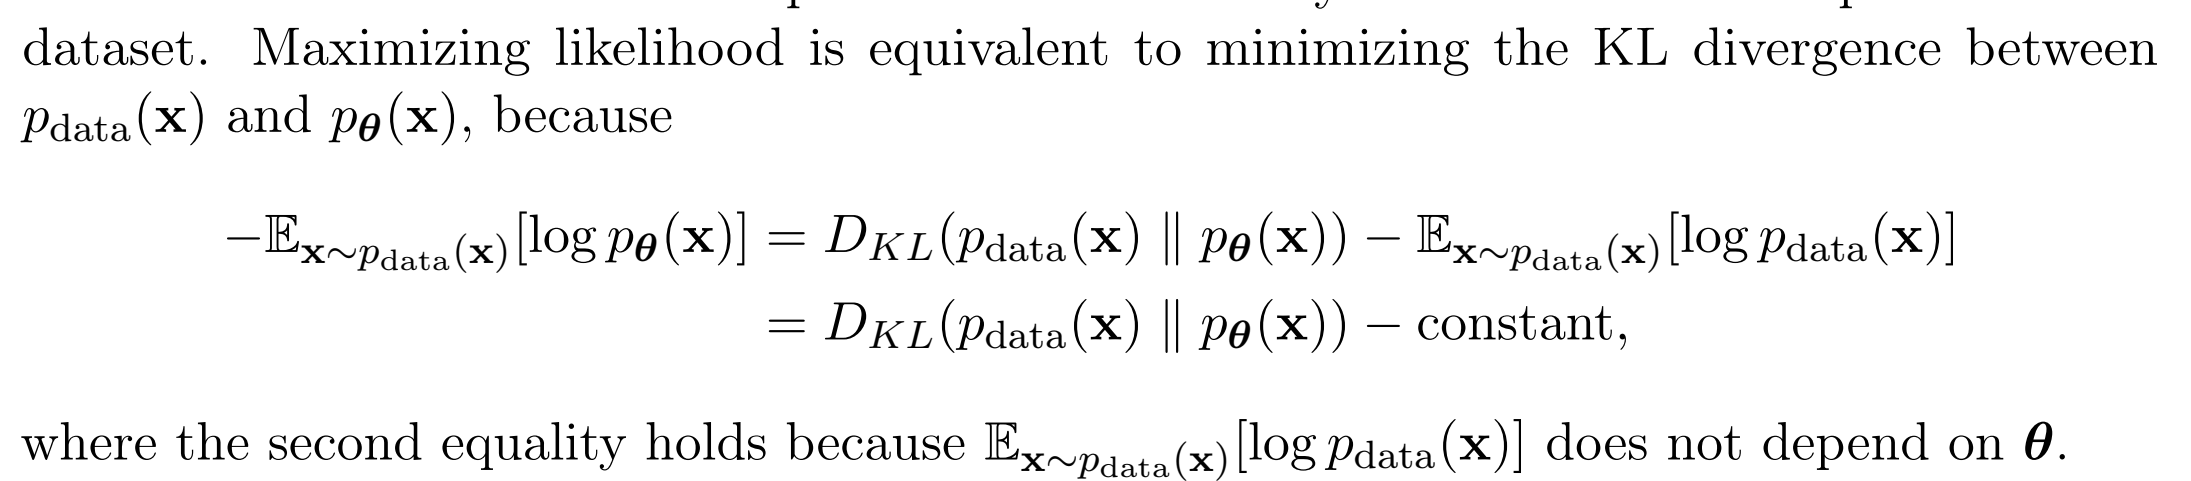 dataset. Maximizing likelihood is equivalent to minimizing the KL divergence between
p_data(𝐱) and p_𝜽(𝐱), because
−𝔼_{𝐱∼p_data(𝐱)}[log p_𝜽(𝐱)] = D_{KL}(p_data(𝐱) ∥ p_𝜽(𝐱)) − 𝔼_{𝐱∼p_data(𝐱)}[log p_data(𝐱)]
= D_{KL}(p_data(𝐱) ∥ p_𝜽(𝐱)) − constant,
where the second equality holds because 𝔼_{𝐱∼p_data(𝐱)}[log p_data(𝐱)] does not depend on 𝜽.